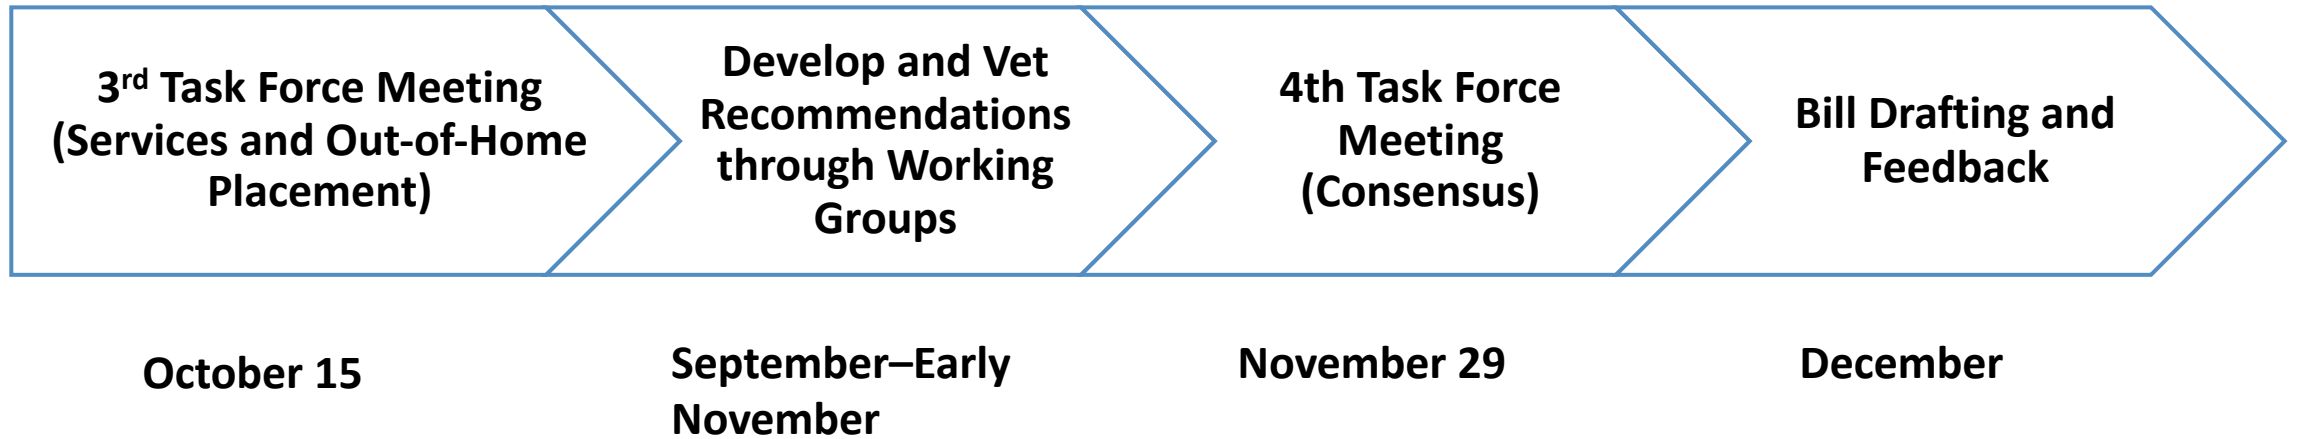 3rd Task Force Meeting
(Services and Out-of-Home
Placement)
Develop and Vet
Recommendations
through Working
Groups
4th Task Force
Meeting
(Consensus)
Bill Drafting and
Feedback
October 15
September–Early
November
November 29
December